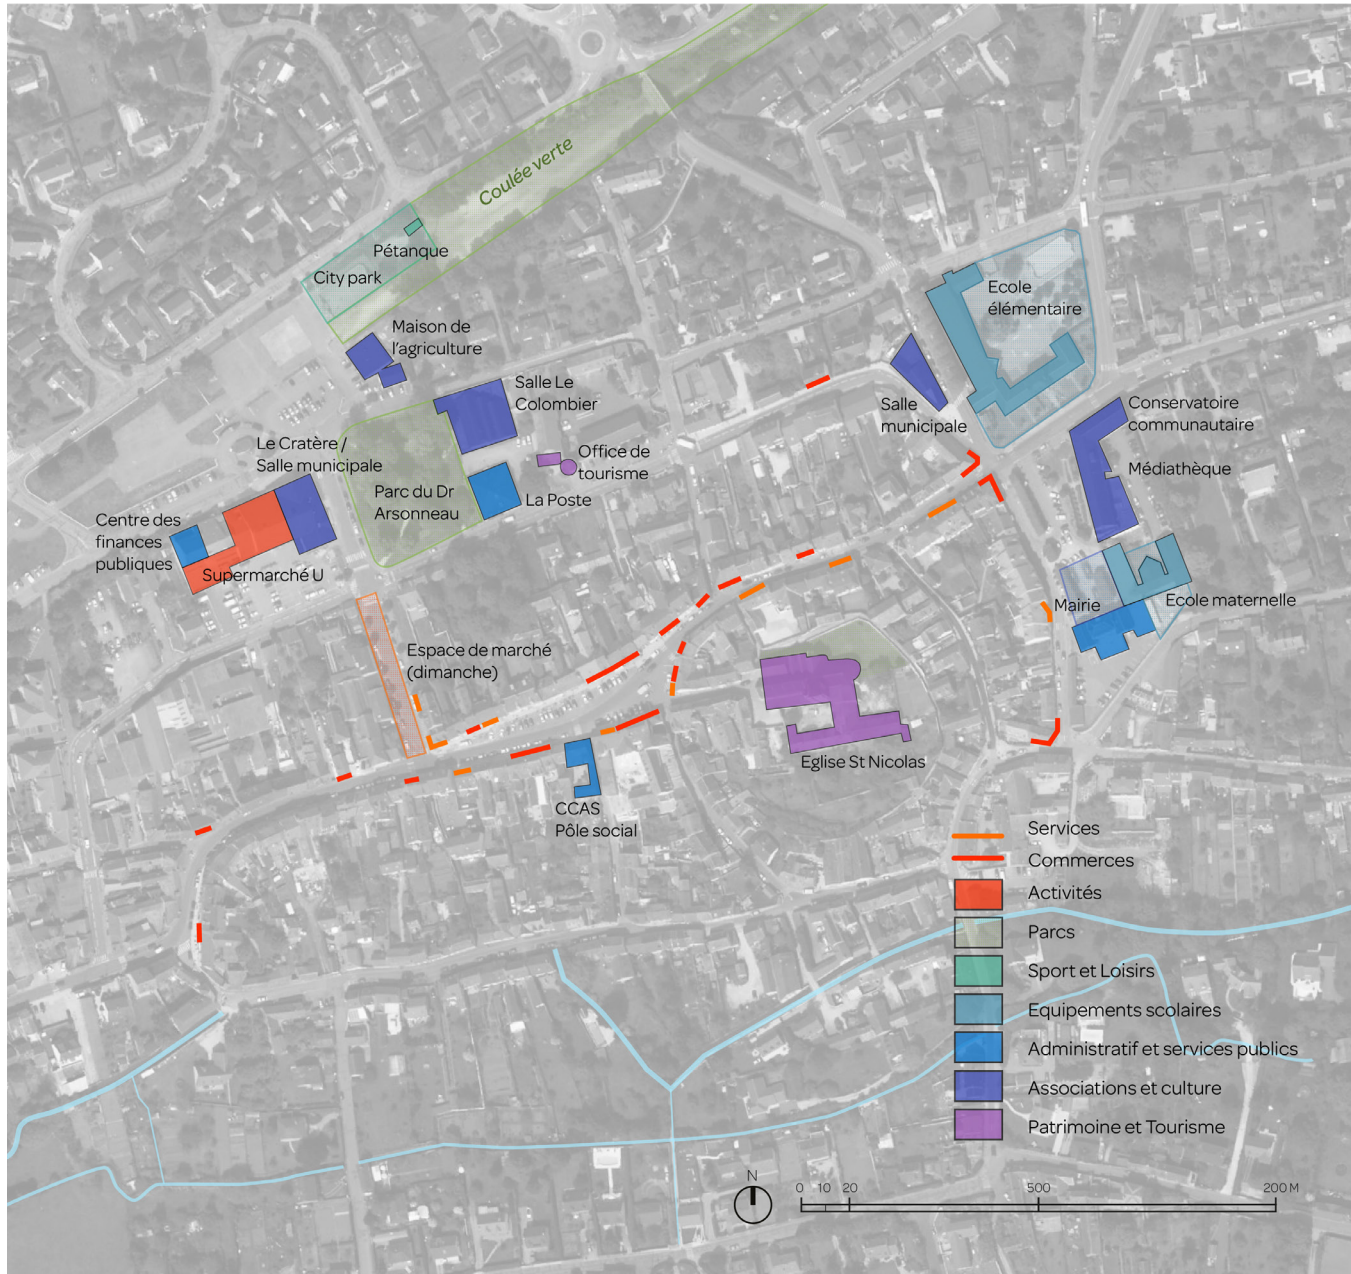 Coulée verte
Pétanque
City park
Maison de
l'agriculture
Ecole
élémentaire
Salle Le
Colombier
Salle
municipale
Conservatoire
communautaire
Médiathèque
Le Cratère /
Salle municipale
Office de
tourisme
Parc du Dr
Arsonneau
La Poste
Centre des
finances
publiques
Supermarché U
Mairie
Ecole maternelle
Espace de marché
(dimanche)
Eglise St Nicolas
CCAS
Pôle social
Services
Commerces
Activités
Parcs
Sport et Loisirs
Equipements scolaires
Administratif et services publics
Associations et culture
Patrimoine et Tourisme
N
0 10 20 500 200 M